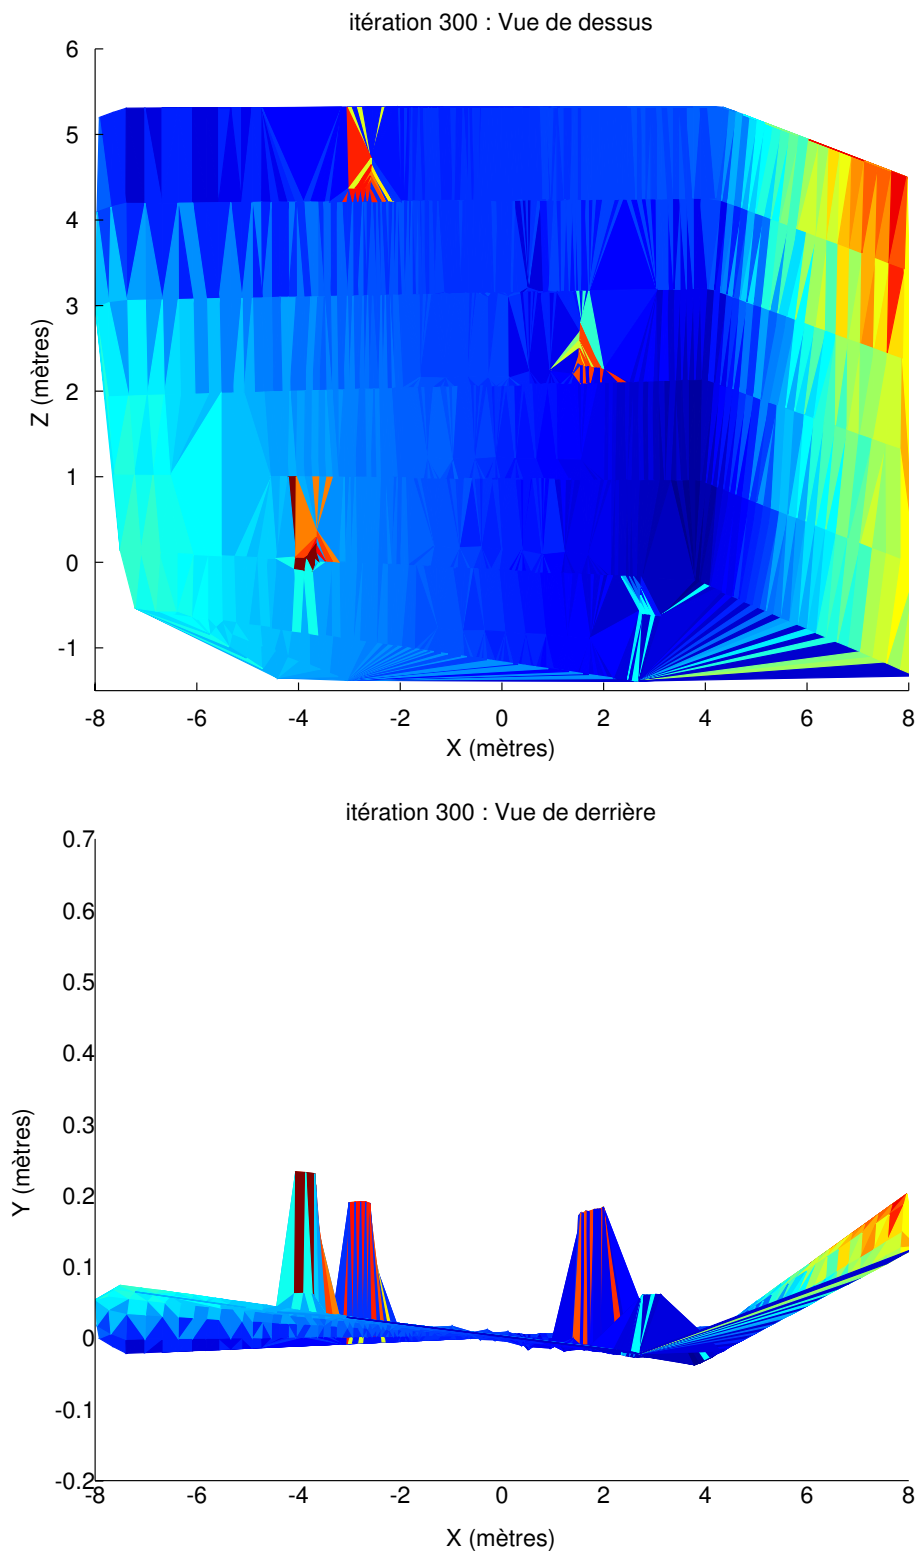 itération 300 : Vue de dessus
6
5
4
3
2
1
0
-1
Z (mètres)
-8 -6 -4 -2 0 2 4 6 8
X (mètres)
itération 300 : Vue de derrière
0.7
0.6
0.5
0.4
0.3
0.2
0.1
0
-0.1
-0.2
Y (mètres)
-8 -6 -4 -2 0 2 4 6 8
X (mètres)